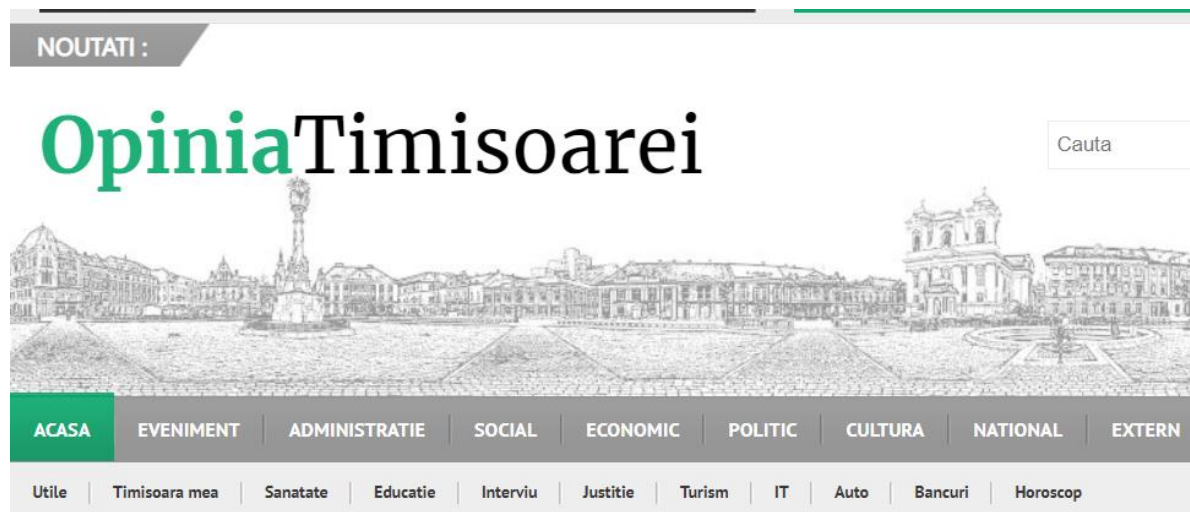 NOUTATI :
OpiniaTimisoarei
Cauta
ACASA EVENIMENT ADMINISTRATIE SOCIAL ECONOMIC POLITIC CULTURA NATIONAL EXTERN
Utile Timisoara mea Sanatate Educatie Interviu Justitie Turism IT Auto Bancuri Horoscop